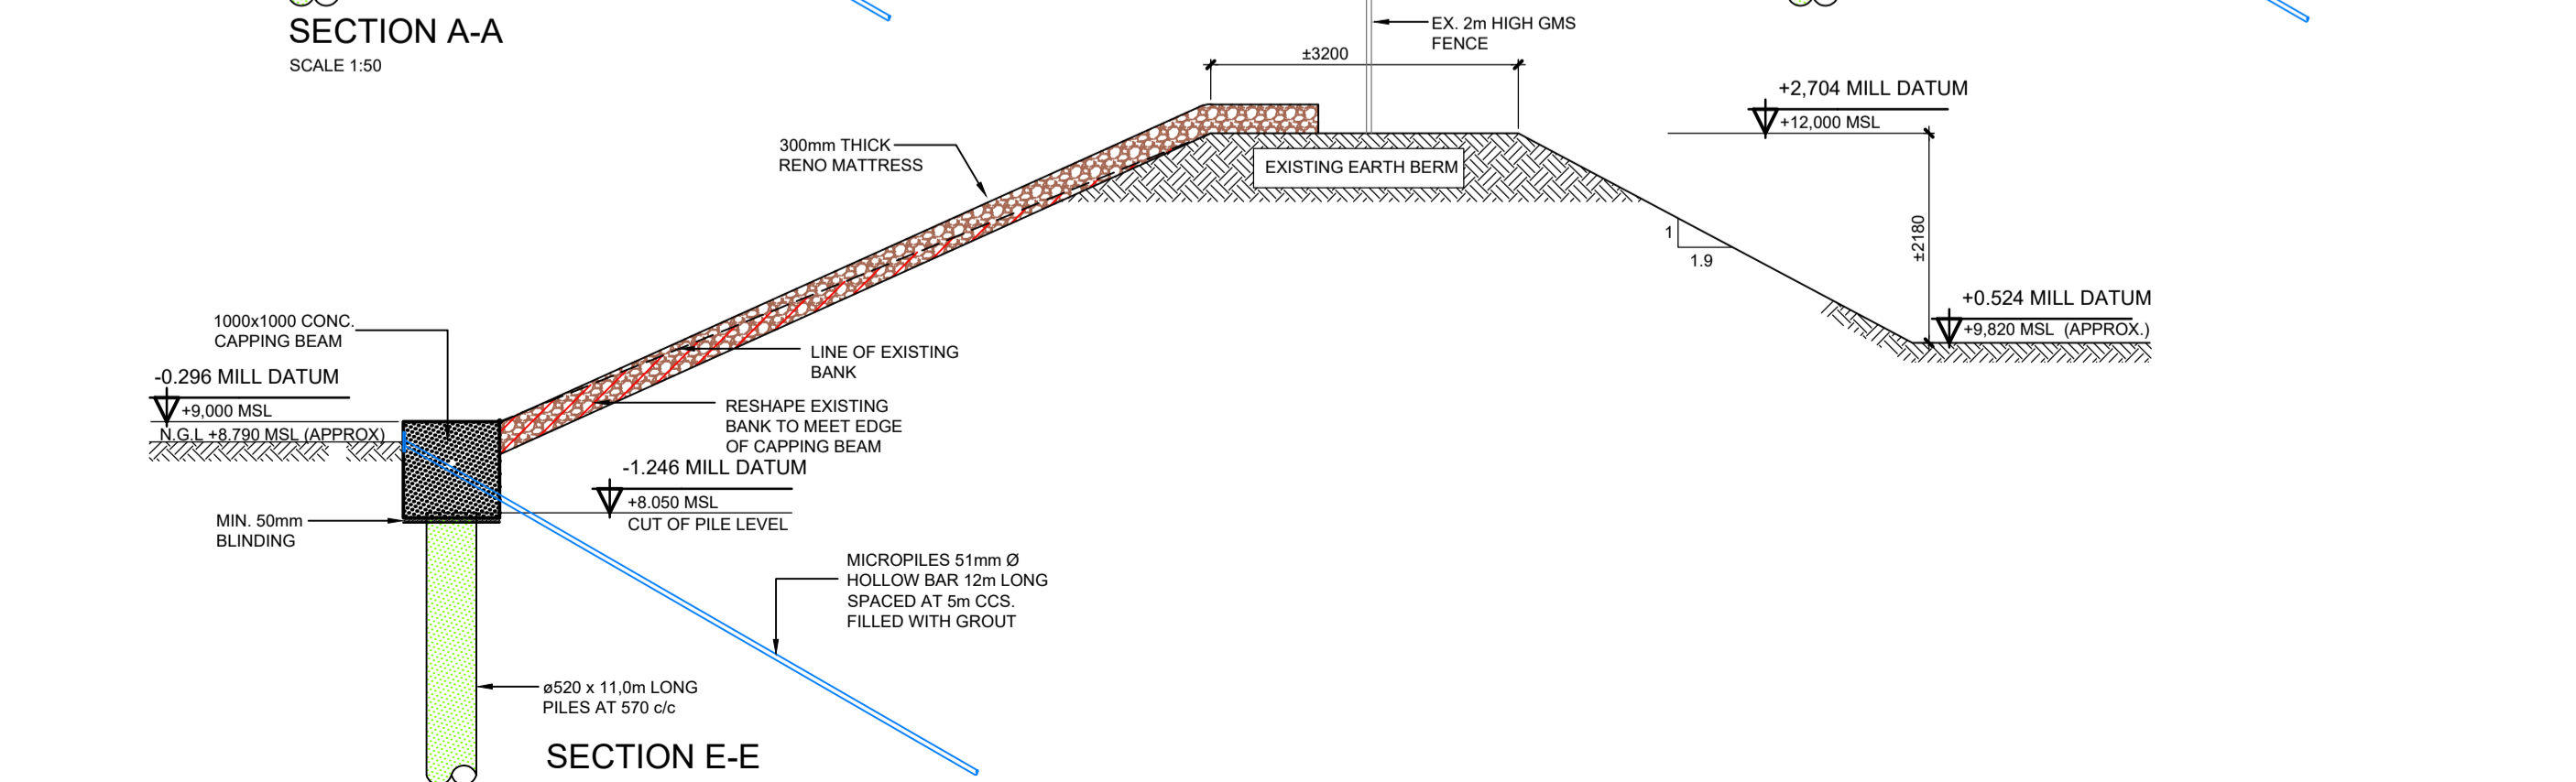 SECTION A-A
SCALE 1:50
EX. 2m HIGH GMS
FENCE
±3200
+2,704 MILL DATUM
+12,000 MSL
300mm THICK
RENO MATTRESS
EXISTING EARTH BERM
1
1.9
±2180
+0.524 MILL DATUM
+9,820 MSL (APPROX.)
1000x1000 CONC.
CAPPING BEAM
LINE OF EXISTING
BANK
-0.296 MILL DATUM
+9,000 MSL
N.G.L +8.790 MSL (APPROX)
RESHAPE EXISTING
BANK TO MEET EDGE
OF CAPPING BEAM
-1.246 MILL DATUM
+8.050 MSL
CUT OF PILE LEVEL
MIN. 50mm
BLINDING
MICROPILES 51mm Ø
HOLLOW BAR 12m LONG
SPACED AT 5m CCS.
FILLED WITH GROUT
ø520 x 11,0m LONG
PILES AT 570 c/c
SECTION E-E